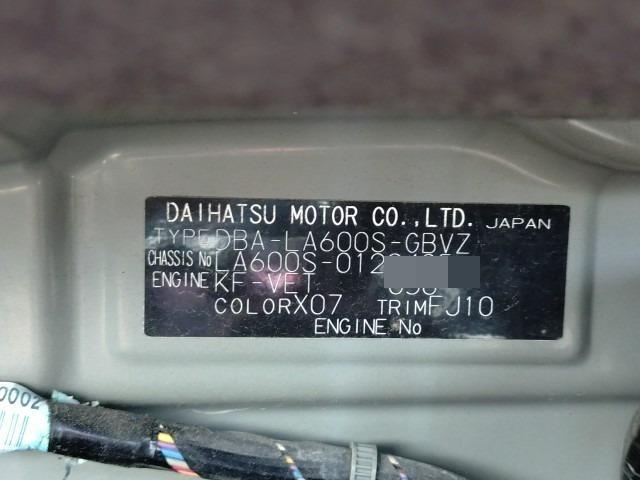 DAIHATSU MOTOR CO.,LTD. JAPAN
TYPE DBA-LA600S-GBVZ
CHASSIS No LA600S-012
ENGINE KF-VET
COLOR X07 TRIM FJ10
ENGINE No
0002